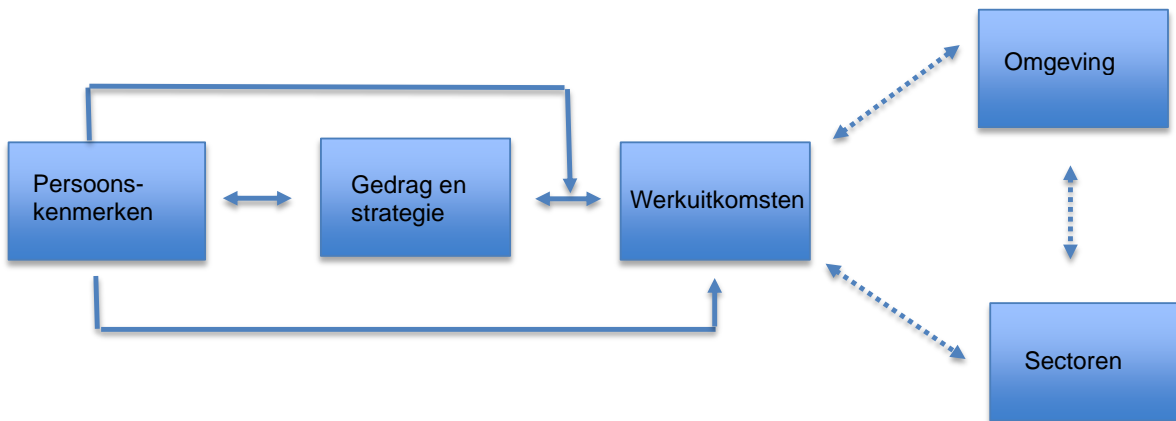 Omgeving
Persoons-
kenmerken
Gedrag en
strategie
Werkuitkomsten
Sectoren